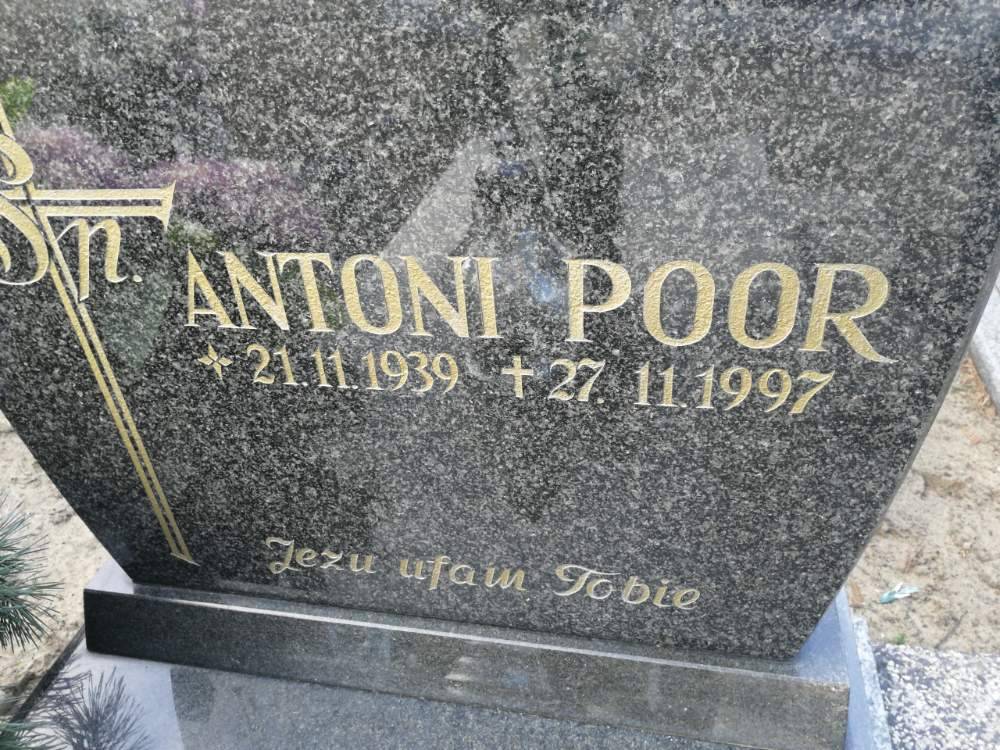 Ś.P.
ANTONI POOR
21.11.1939 † 27.11.1997
Jezu ufam Tobie